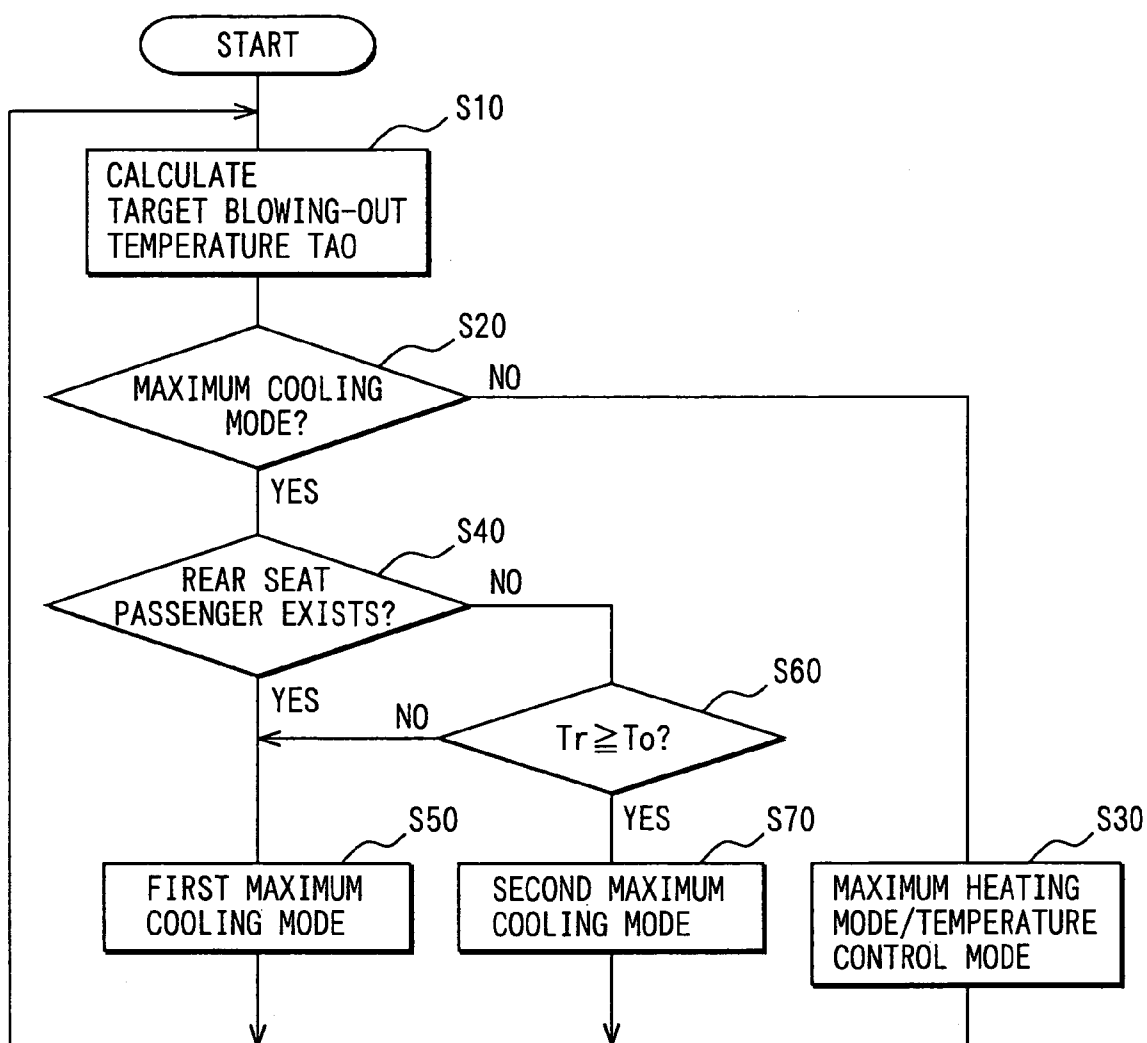 START
S10
CALCULATE
TARGET BLOWING-OUT
TEMPERATURE TAO
S20
MAXIMUM COOLING
MODE?
NO
YES
S40
REAR SEAT
PASSENGER EXISTS?
NO
YES
S60
Tr≧To?
NO
YES
S50
FIRST MAXIMUM
COOLING MODE
S70
SECOND MAXIMUM
COOLING MODE
S30
MAXIMUM HEATING
MODE/TEMPERATURE
CONTROL MODE